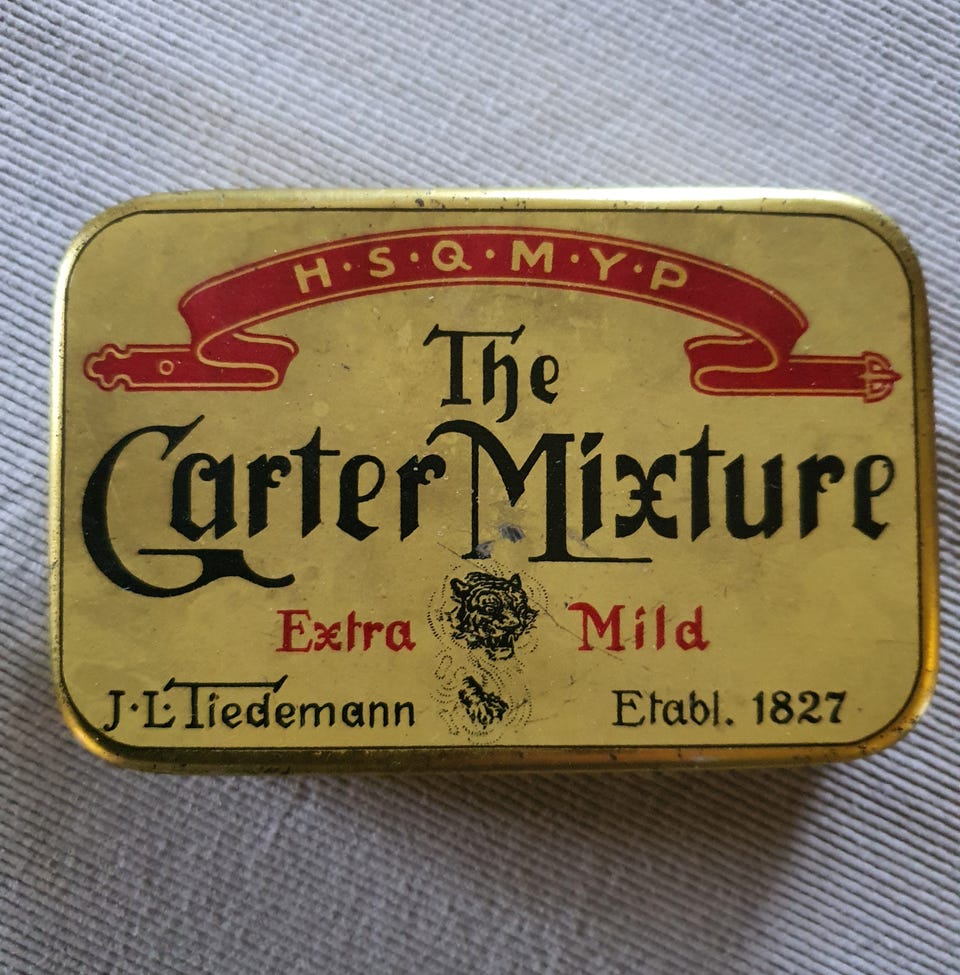 H·S·Q·M·Y·P
The
Carter Mixture
Extra Mild
J·L·Tiedemann Etabl. 1827